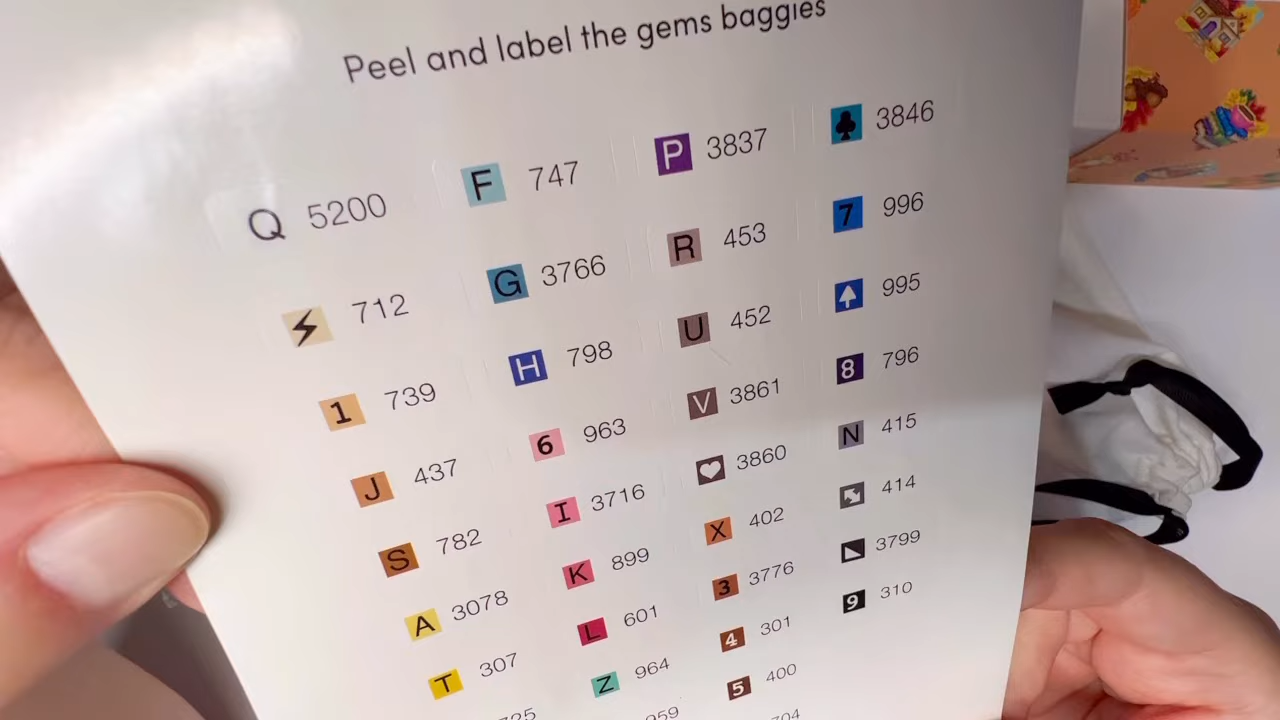 Peel and label the gems baggies
Q 5200
712
1 739
J 437
S 782
A 3078
T 307
F 747
G 3766
H 798
6 963
I 3716
K 899
L 601
Z 964
P 3837
R 453
U 452
V 3861
3860
X 402
3 3776
4 301
5 400
3846
7 996
995
8 796
N 415
414
3799
9 310